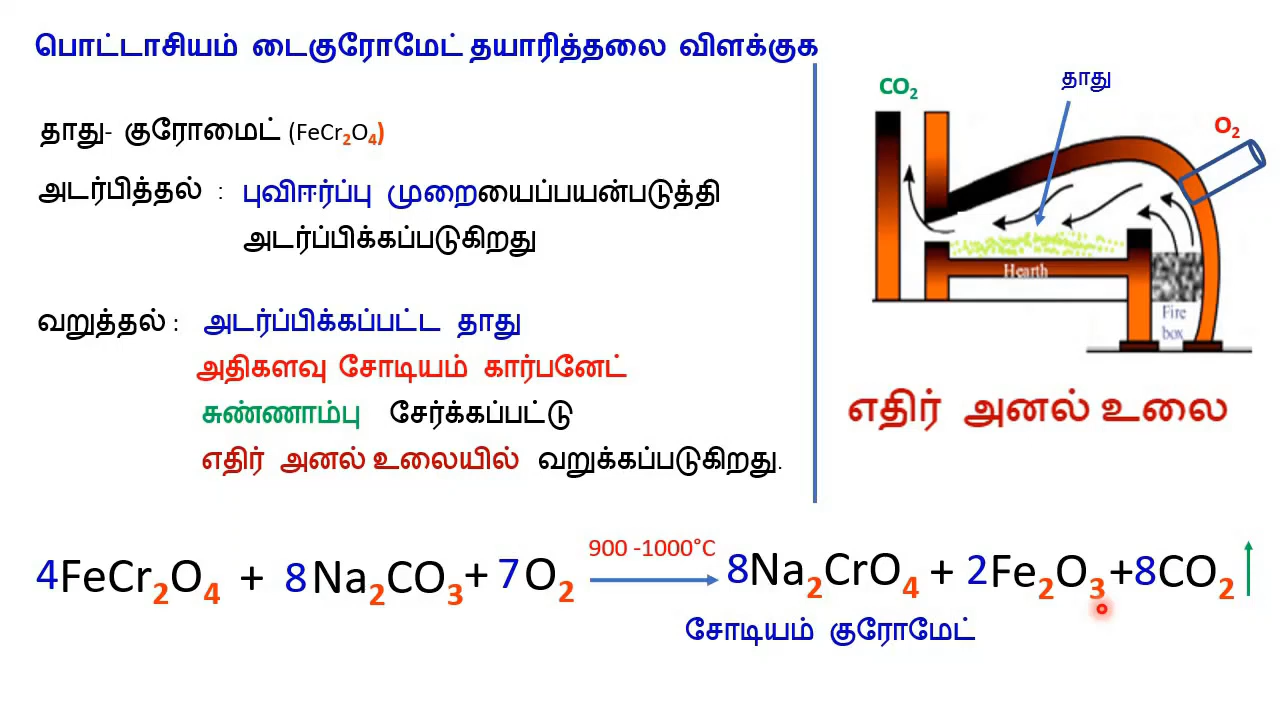 பொட்டாசியம் டைகுரோமேட் தயாரித்தலை விளக்குக
தாது- குரோமைட் (FeCr₂O₄)
அடர்பித்தல் : புவிஈர்ப்பு முறையைப்பயன்படுத்தி
அடர்ப்பிக்கப்படுகிறது
வறுத்தல் : அடர்ப்பிக்கப்பட்ட தாது
அதிகளவு சோடியம் கார்பனேட்
சுண்ணாம்பு சேர்க்கப்பட்டு
எதிர் அனல் உலையில் வறுக்கப்படுகிறது.
தாது
CO₂
O₂
Hearth
Fire
box
எதிர் அனல் உலை
900 -1000°C
4FeCr₂O₄ + 8Na₂CO₃+ 7O₂ → 8Na₂CrO₄ + 2Fe₂O₃+8CO₂↑
சோடியம் குரோமேட்